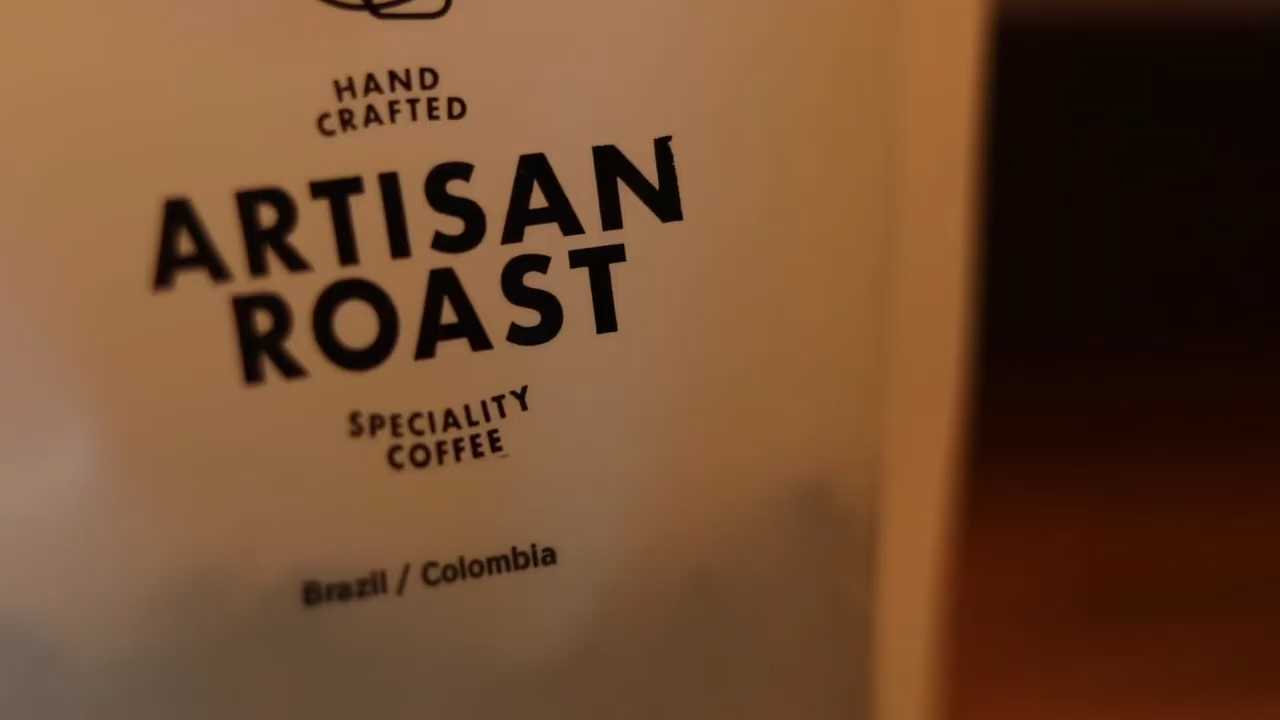 HAND
CRAFTED
ARTISAN
ROAST
SPECIALITY
COFFEE
Brazil / Colombia